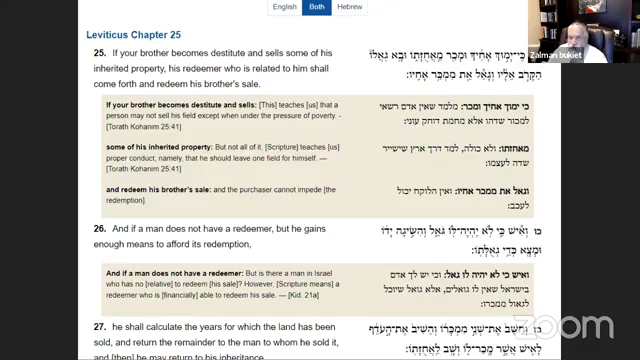 English
Both
Hebrew
Leviticus Chapter 25
25. If your brother becomes destitute and sells some of his
inherited property, his redeemer who is related to him shall
come forth and redeem his brother's sale.
כִּי־יָמ֣וּךְ אָחִ֔יךָ וּמָכַ֖ר מֵֽאֲחֻזָּת֑וֹ וּבָ֤א גֹֽאֲלוֹ֙
הַקָּרֹ֣ב אֵלָ֔יו וְגָאַ֕ל אֵ֖ת מִמְכַּ֥ר אָחִֽיו:
If your brother becomes destitute and sells: [This] teaches [us] that a
person may not sell his field except when under the pressure of poverty. -
[Torath Kohanim 25:41]
כי ימוך אחיך ומכר: מלמד שאין אדם רשאי
למכור שדהו אלא מחמת דוחק עוני:
some of his inherited property: But not all of it. [Scripture] teaches [us]
proper conduct, namely, that he should leave one field for himself. —
[Torath Kohanim 25:41]
מאחזתו: ולא כולה, למד דרך ארץ שישייר
שדה לעצמו:
and redeem his brother's sale: and the purchaser cannot impede [the
redemption].
וגאל את ממכר אחיו: ואין הלוקח יכול
לעכב:
26. And if a man does not have a redeemer, but he gains
enough means to afford its redemption,
כו וְאִ֕ישׁ כִּ֛י לֹ֥א יִֽהְיֶה־לּ֖וֹ גֹּאֵ֑ל וְהִשִּׂ֣יגָה יָד֔וֹ
וּמָצָ֖א כְּדֵ֥י גְאֻלָּתֽוֹ:
And if a man does not have a redeemer: But is there a man in Israel
who has no [relative] to redeem [his sale]? However, [Scripture means] a
redeemer who is [financially] able to redeem his sale. — [Kid. 21a]
ואיש כי לא יהיה לו גאל: וכי יש לך אדם
בישראל שאין לו גואלים, אלא גואל שיוכל
לגאול ממכרו:
27. he shall calculate the years for which the land has been
sold, and return the remainder to the man to whom he sold it,
and [then] he may return to his inheritance.
כז וְחִשַּׁב֙ אֶת־שְׁנֵ֣י מִמְכָּר֔וֹ וְהֵשִׁיב֙ אֶת־הָ֣עֹדֵ֔ף
לָאִ֖ישׁ אֲשֶׁ֣ר מָֽכַר־ל֑וֹ וְשָׁ֖ב לַֽאֲחֻזָּתֽוֹ:
Zalman bukiet
zoom